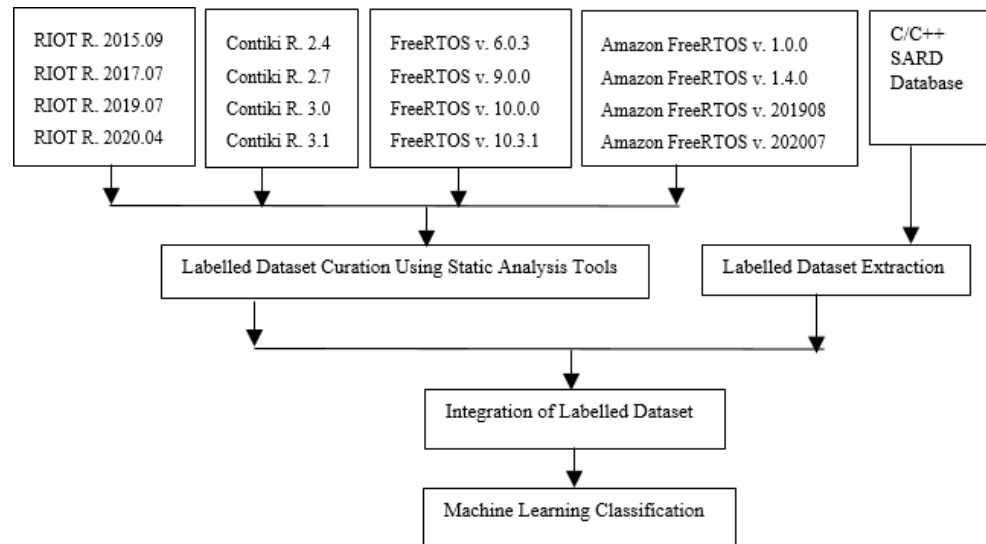 RIOT R. 2015.09
RIOT R. 2017.07
RIOT R. 2019.07
RIOT R. 2020.04
Contiki R. 2.4
Contiki R. 2.7
Contiki R. 3.0
Contiki R. 3.1
FreeRTOS v. 6.0.3
FreeRTOS v. 9.0.0
FreeRTOS v. 10.0.0
FreeRTOS v. 10.3.1
Amazon FreeRTOS v. 1.0.0
Amazon FreeRTOS v. 1.4.0
Amazon FreeRTOS v. 201908
Amazon FreeRTOS v. 202007
C/C++
SARD
Database
Labelled Dataset Curation Using Static Analysis Tools
Labelled Dataset Extraction
Integration of Labelled Dataset
Machine Learning Classification